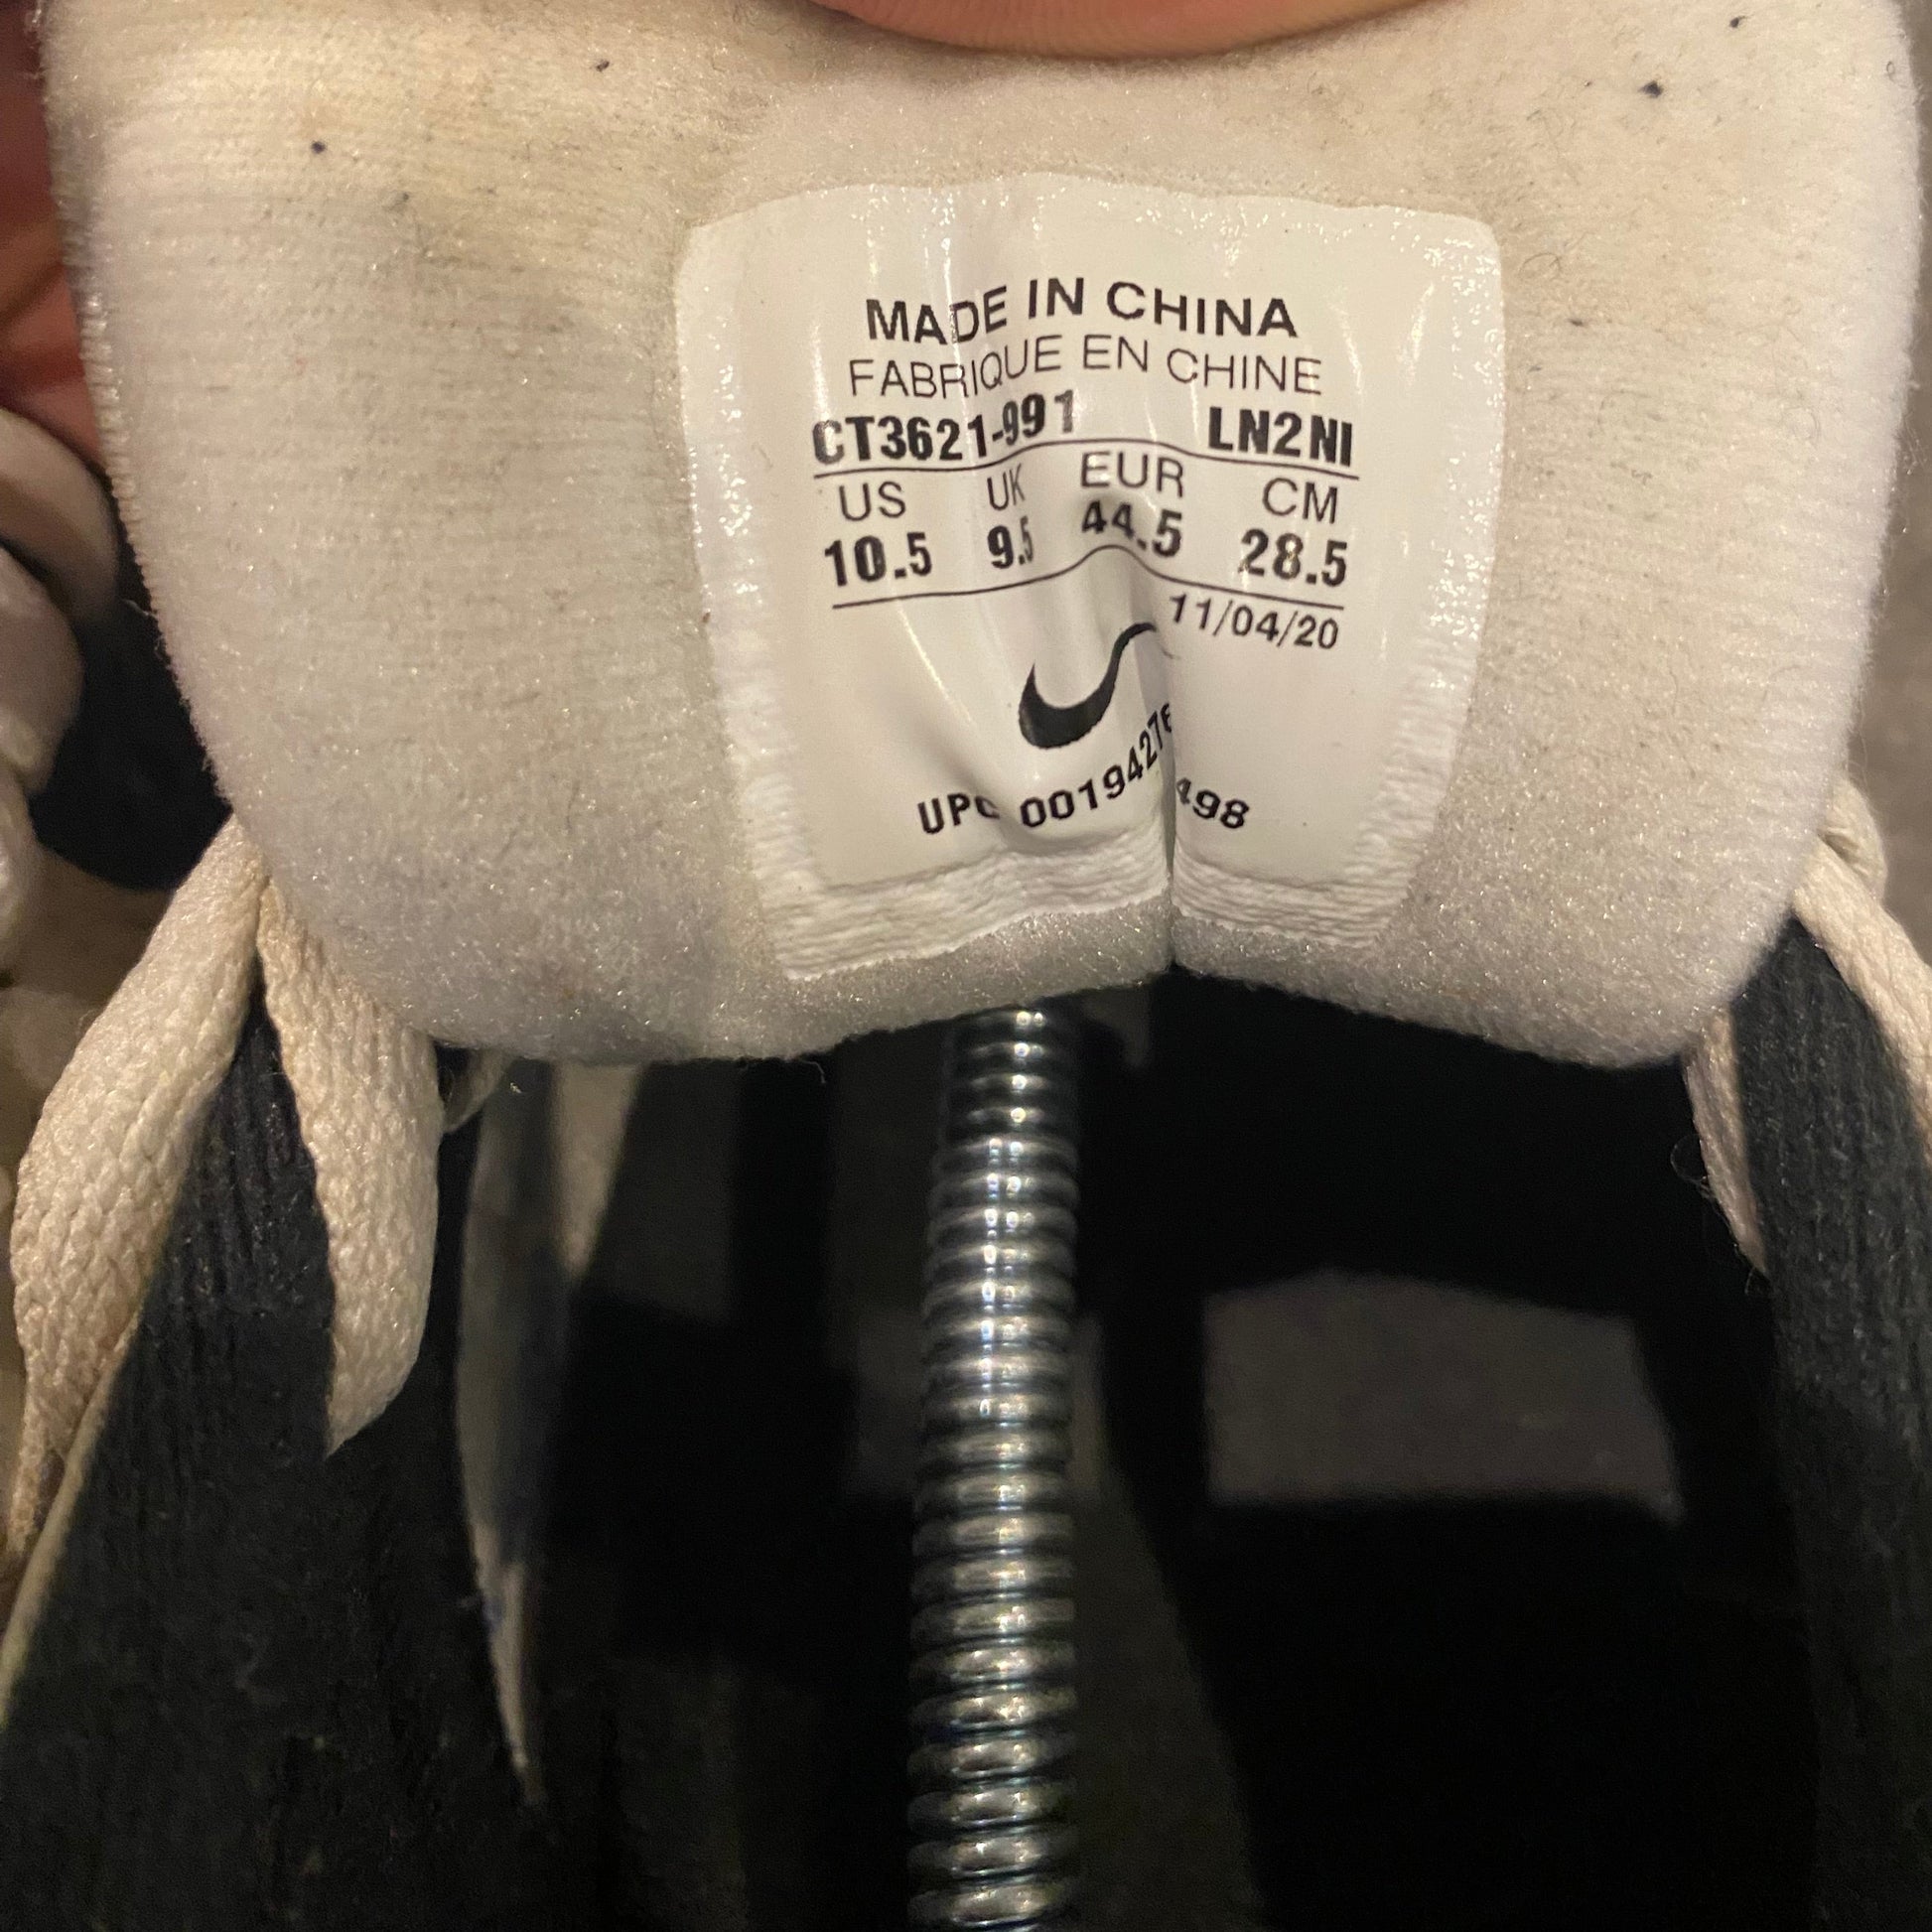 MADE IN CHINA
FABRIQUE EN CHINE
CT3621-991 LN2NI
US UK EUR CM
10.5 9.5 44.5 28.5
11/04/20
UPC